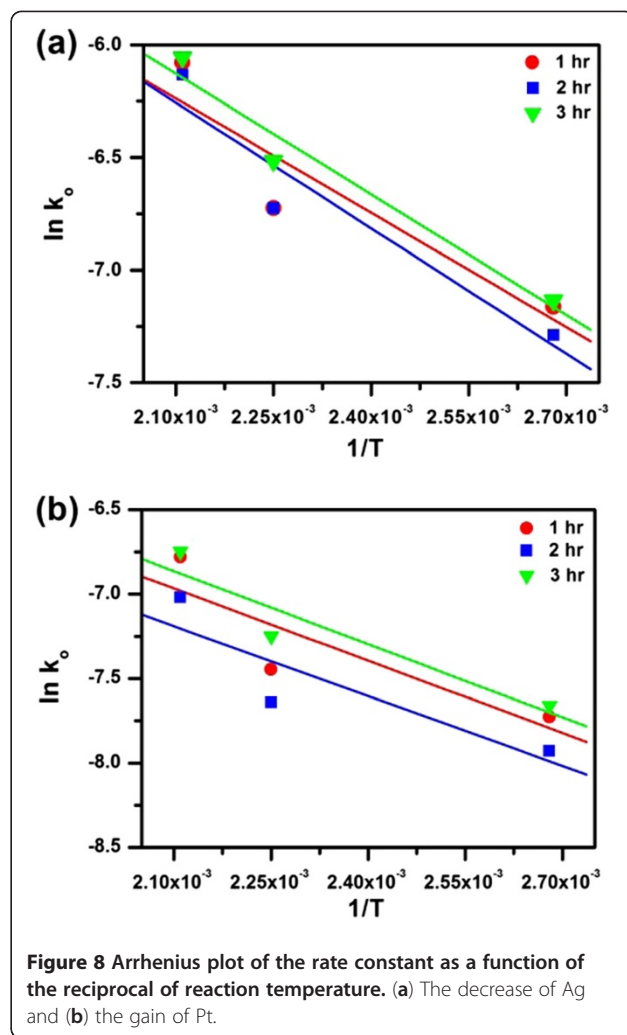 (a)
-6.0
-6.5
-7.0
-7.5
ln k₀
1 hr
2 hr
3 hr
2.10x10⁻³ 2.25x10⁻³ 2.40x10⁻³ 2.55x10⁻³ 2.70x10⁻³
1/T
(b)
-6.5
-7.0
-7.5
-8.0
-8.5
ln k₀
1 hr
2 hr
3 hr
2.10x10⁻³ 2.25x10⁻³ 2.40x10⁻³ 2.55x10⁻³ 2.70x10⁻³
1/T
Figure 8 Arrhenius plot of the rate constant as a function of
the reciprocal of reaction temperature. (a) The decrease of Ag
and (b) the gain of Pt.